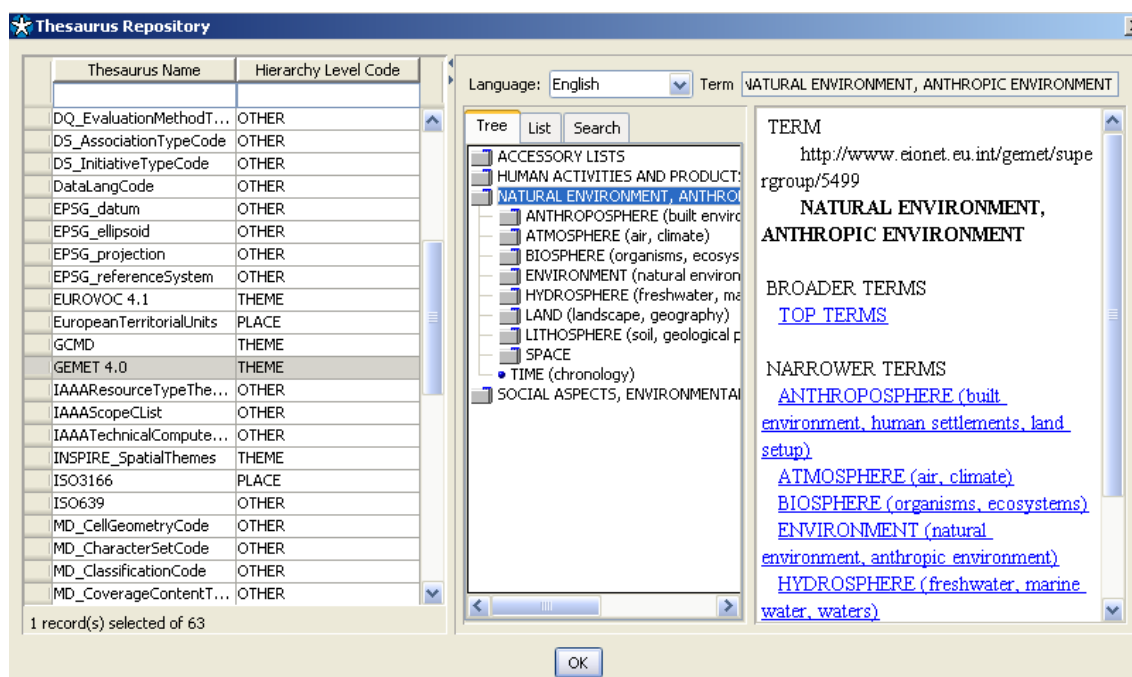 Thesaurus Repository
Thesaurus Name Hierarchy Level Code
DQ_EvaluationMethodT... OTHER
DS_AssociationTypeCode OTHER
DS_InitiativeTypeCode OTHER
DataLangCode OTHER
EPSG_datum OTHER
EPSG_ellipsoid OTHER
EPSG_projection OTHER
EPSG_referenceSystem OTHER
EUROVOC 4.1 THEME
EuropeanTerritorialUnits PLACE
GCMD THEME
GEMET 4.0 THEME
IAAAResourceTypeThe... OTHER
IAAAScopeCList OTHER
IAAATechnicalCompute... OTHER
INSPIRE_SpatialThemes THEME
ISO3166 PLACE
ISO639 OTHER
MD_CellGeometryCode OTHER
MD_CharacterSetCode OTHER
MD_ClassificationCode OTHER
MD_CoverageContentT... OTHER
1 record(s) selected of 63
Language: English Term NATURAL ENVIRONMENT, ANTHROPIC ENVIRONMENT
Tree List Search
ACCESSORY LISTS
HUMAN ACTIVITIES AND PRODUCTS
NATURAL ENVIRONMENT, ANTHRO
ANTHROPOSPHERE (built enviro
ATMOSPHERE (air, climate)
BIOSPHERE (organisms, ecosys
ENVIRONMENT (natural environ
HYDROSPHERE (freshwater, ma
LAND (landscape, geography)
LITHOSPHERE (soil, geological p
SPACE
TIME (chronology)
SOCIAL ASPECTS, ENVIRONMENTAL
TERM
http://www.eionet.eu.int/gemet/supe
rgroup/5499
NATURAL ENVIRONMENT,
ANTHROPIC ENVIRONMENT
BROADER TERMS
TOP TERMS
NARROWER TERMS
ANTHROPOSPHERE (built
environment, human settlements, land
setup)
ATMOSPHERE (air, climate)
BIOSPHERE (organisms, ecosystems)
ENVIRONMENT (natural
environment, anthropic environment)
HYDROSPHERE (freshwater, marine
water, waters)
OK